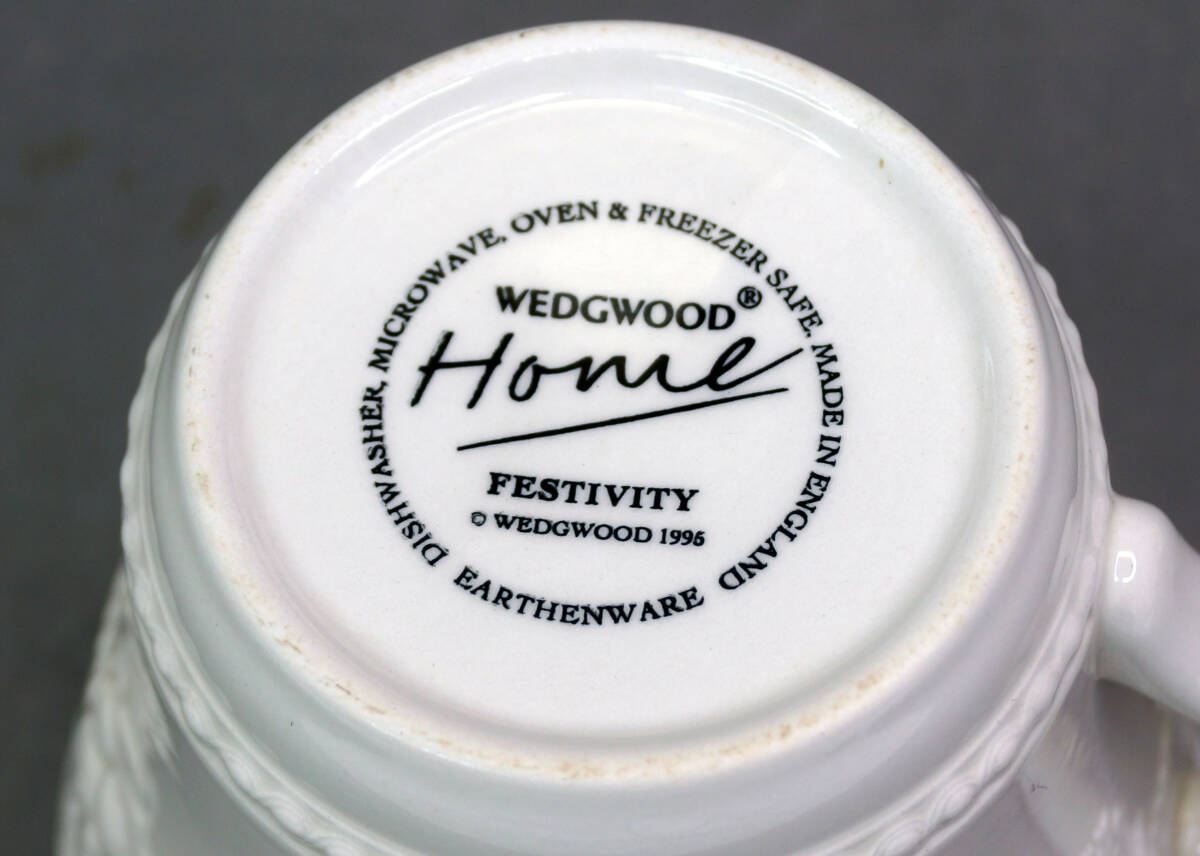 DISHWASHER, MICROWAVE, OVEN & FREEZER SAFE. MADE IN ENGLAND
WEDGWOOD®
Home
FESTIVITY
© WEDGWOOD 1996
EARTHENWARE